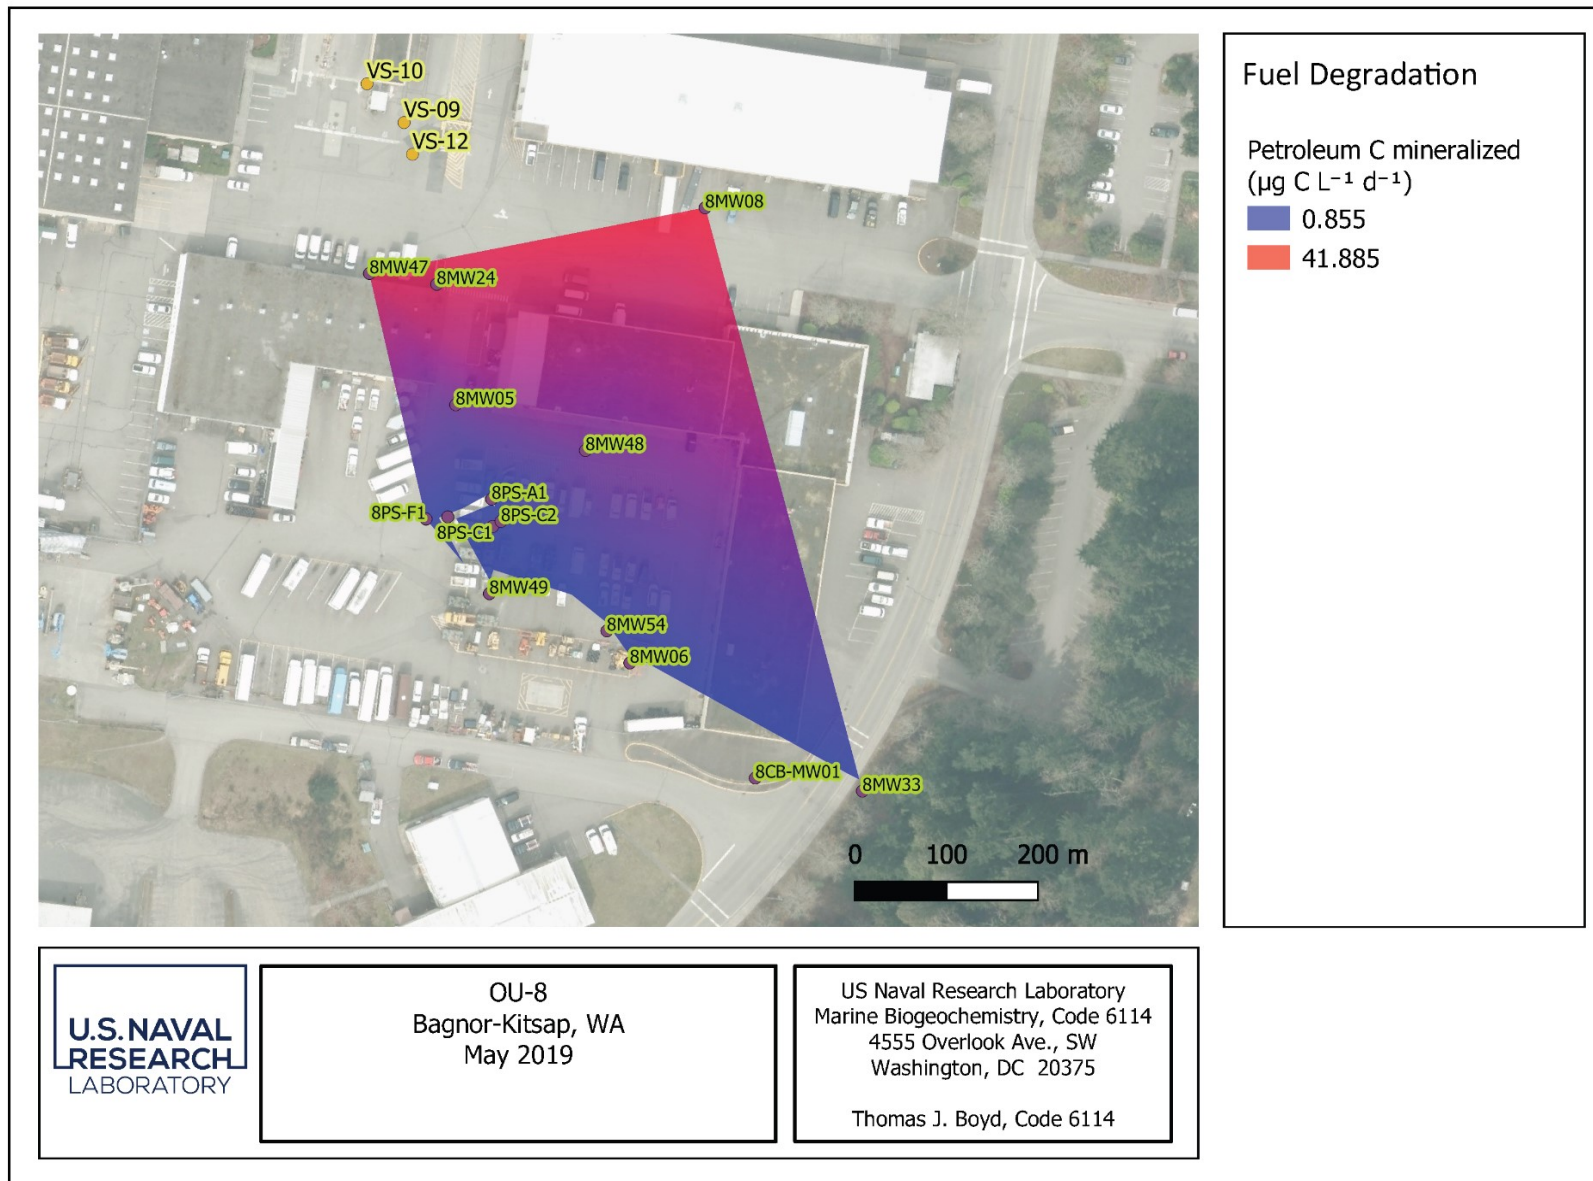 VS-10
VS-09
VS-12
8MW08
8MW47
8MW24
8MW05
8MW48
8PS-A1
8PS-F1
8PS-C2
8PS-C1
8MW49
8MW54
8MW06
8CB-MW01
8MW33
0 100 200 m
Fuel Degradation
Petroleum C mineralized
(µg C L⁻¹ d⁻¹)
0.855
41.885
U.S. NAVAL
RESEARCH
LABORATORY
OU-8
Bagnor-Kitsap, WA
May 2019
US Naval Research Laboratory
Marine Biogeochemistry, Code 6114
4555 Overlook Ave., SW
Washington, DC 20375
Thomas J. Boyd, Code 6114